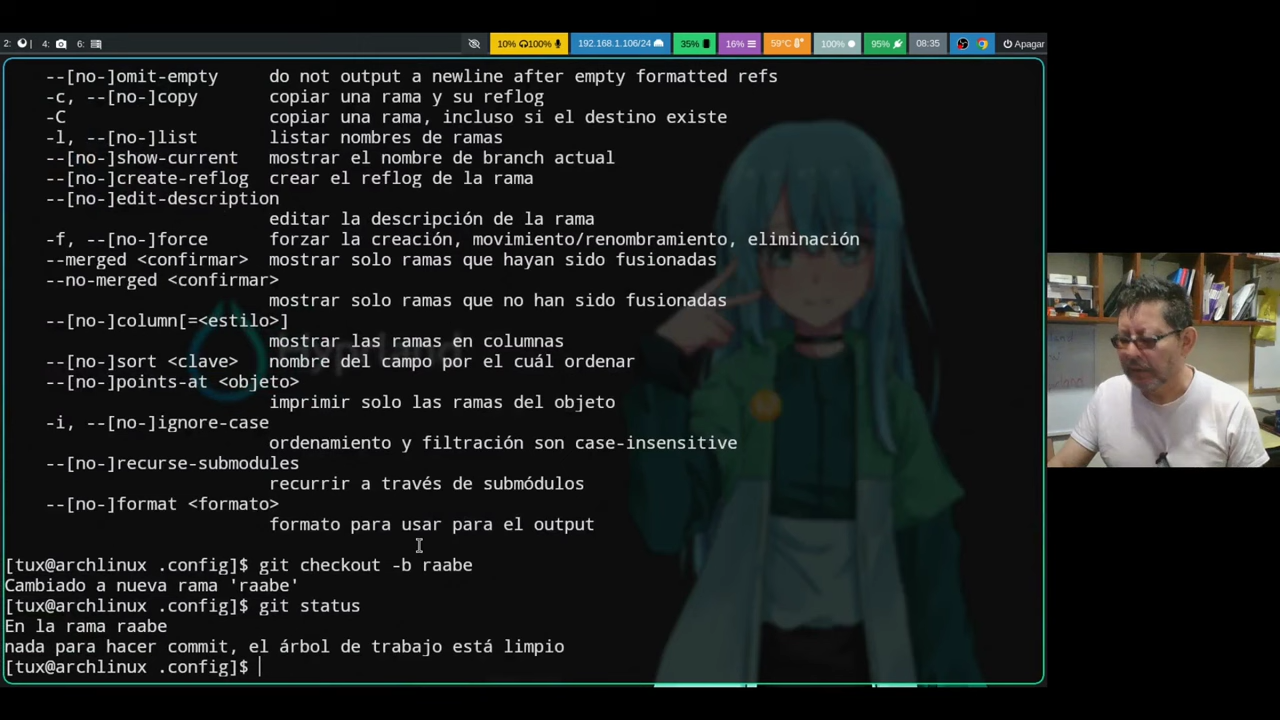 2: | 4: 6: 10% 100% 192.168.1.106/24 35% 16% 59°C 100% 95% 08:35 Apagar
--[no-]omit-empty do not output a newline after empty formatted refs
-c, --[no-]copy copiar una rama y su reflog
-C copiar una rama, incluso si el destino existe
-l, --[no-]list listar nombres de ramas
--[no-]show-current mostrar el nombre de branch actual
--[no-]create-reflog crear el reflog de la rama
--[no-]edit-description
editar la descripción de la rama
-f, --[no-]force forzar la creación, movimiento/renombramiento, eliminación
--merged <confirmar> mostrar solo ramas que hayan sido fusionadas
--no-merged <confirmar>
mostrar solo ramas que no han sido fusionadas
--[no-]column[=<estilo>]
mostrar las ramas en columnas
--[no-]sort <clave> nombre del campo por el cuál ordenar
--[no-]points-at <objeto>
imprimir solo las ramas del objeto
-i, --[no-]ignore-case
ordenamiento y filtración son case-insensitive
--[no-]recurse-submodules
recurrir a través de submódulos
--[no-]format <formato>
formato para usar para el output
[tux@archlinux .config]$ git checkout -b raabe
Cambiado a nueva rama 'raabe'
[tux@archlinux .config]$ git status
En la rama raabe
nada para hacer commit, el árbol de trabajo está limpio
[tux@archlinux .config]$